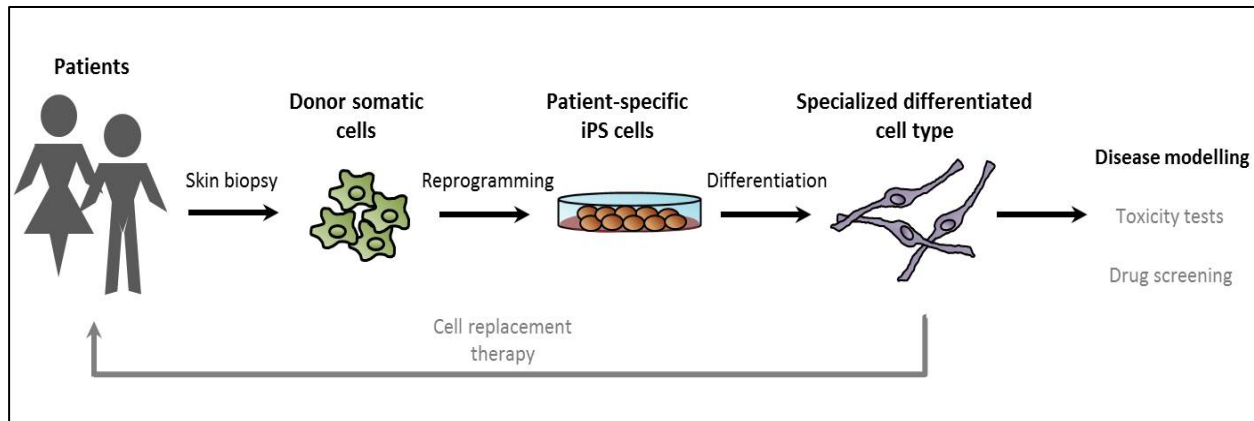 Patients
Donor somatic
cells
Patient-specific
iPS cells
Specialized differentiated
cell type
Disease modelling
Skin biopsy
Reprogramming
Differentiation
Toxicity tests
Drug screening
Cell replacement
therapy